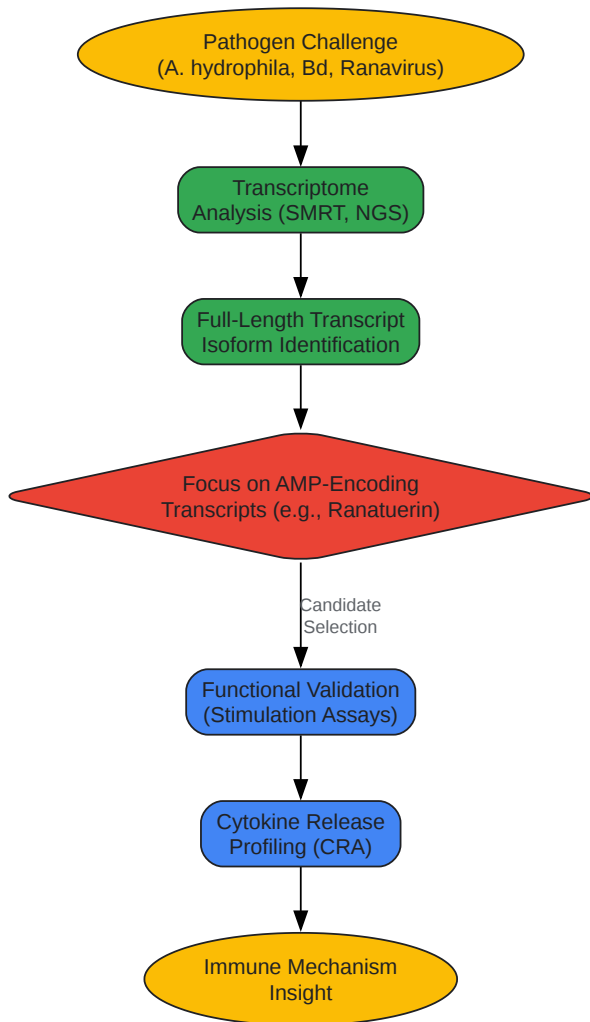 Pathogen Challenge
(A. hydrophila, Bd, Ranavirus)
Transcriptome
Analysis (SMRT, NGS)
Full-Length Transcript
Isoform Identification
Focus on AMP-Encoding
Transcripts (e.g., Ranatuerin)
Candidate
Selection
Functional Validation
(Stimulation Assays)
Cytokine Release
Profiling (CRA)
Immune Mechanism
Insight